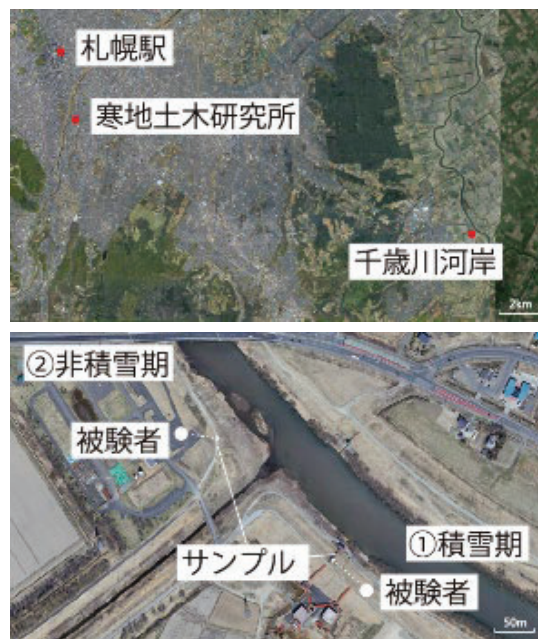 札幌駅
寒地土木研究所
千歳川河岸
2km
②非積雪期
被験者
サンプル
①積雪期
被験者
50m